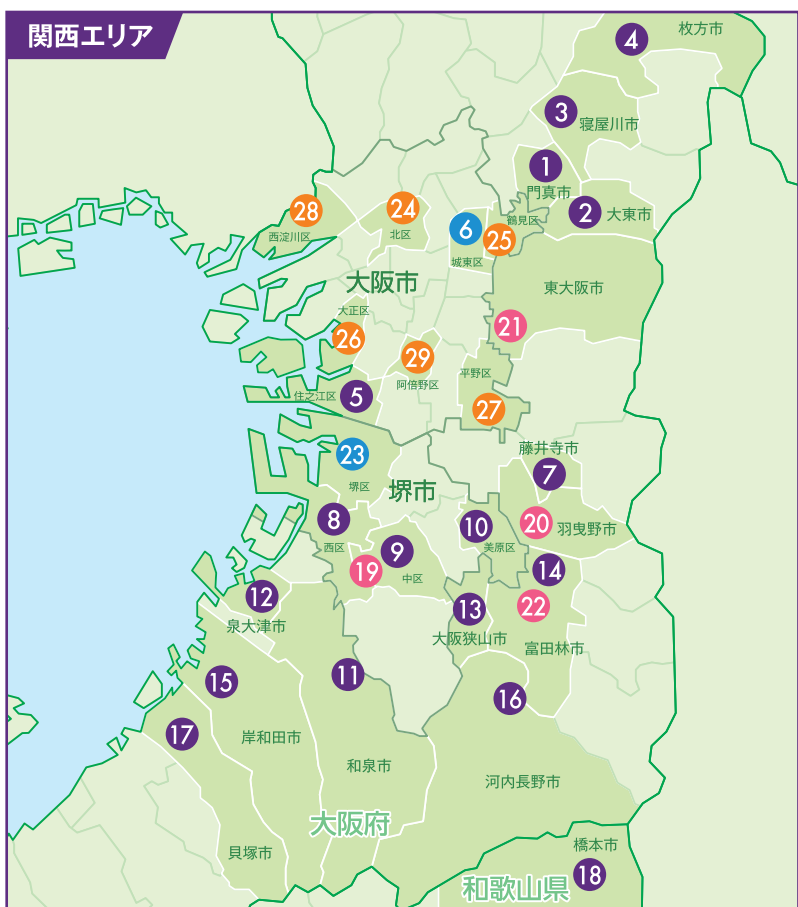 関西エリア
4
枚方市
3
寝屋川市
1
門真市
2
大東市
28
西淀川区
24
北区
6
城東区
鶴見区
25
大阪市
東大阪市
大正区
26
21
29
阿倍野区
平野区
27
住之江区
5
23
堺区
堺市
藤井寺市
7
8
西区
9
中区
19
10
美原区
20
羽曳野市
14
22
富田林市
12
泉大津市
13
大阪狭山市
11
15
16
17
岸和田市
和泉市
河内長野市
大阪府
貝塚市
橋本市
18
和歌山県